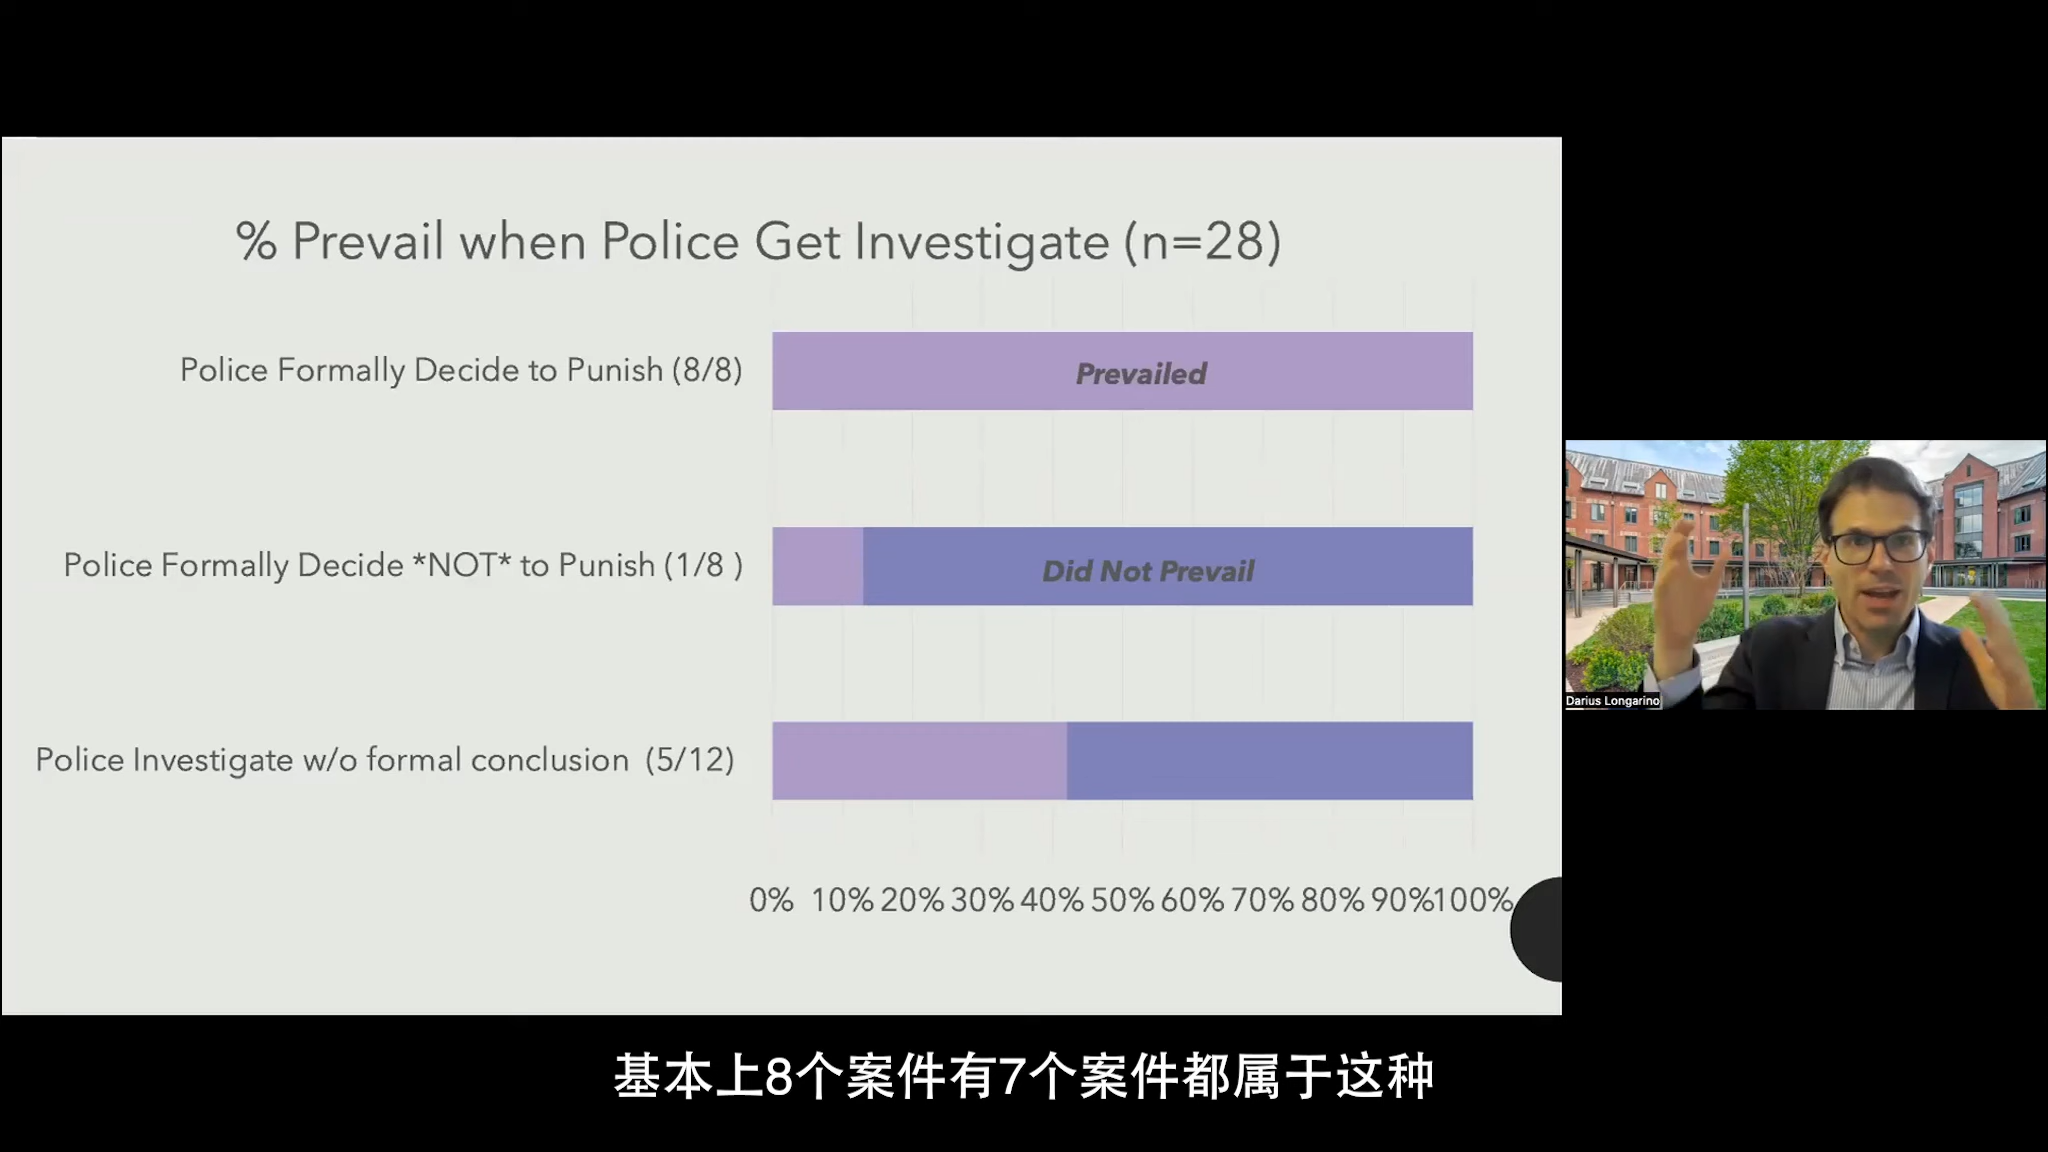 % Prevail when Police Get Investigate (n=28)
Police Formally Decide to Punish (8/8)
Prevailed
Police Formally Decide *NOT* to Punish (1/8 )
Did Not Prevail
Police Investigate w/o formal conclusion (5/12)
0% 10% 20% 30% 40% 50% 60% 70% 80% 90% 100%
Darius Longarino
基本上8个案件有7个案件都属于这种